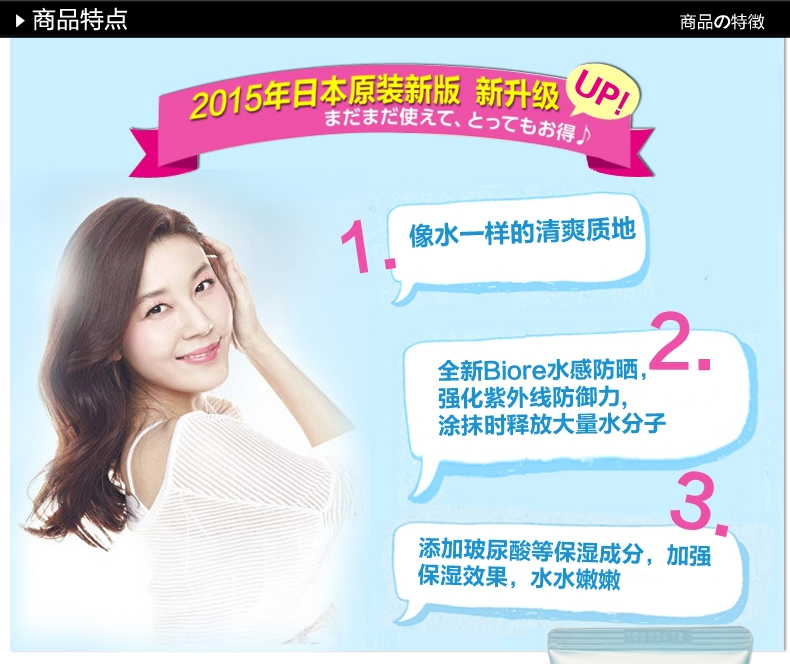 商品特点
商品の特徴
2015年日本原装新版 新升级
UP!
まだまだ使えて、とってもお得♪
1.
像水一样的清爽质地
2.
全新Biore水感防晒，
强化紫外线防御力，
涂抹时释放大量水分子
3.
添加玻尿酸等保湿成分，加强
保湿效果，水水嫩嫩